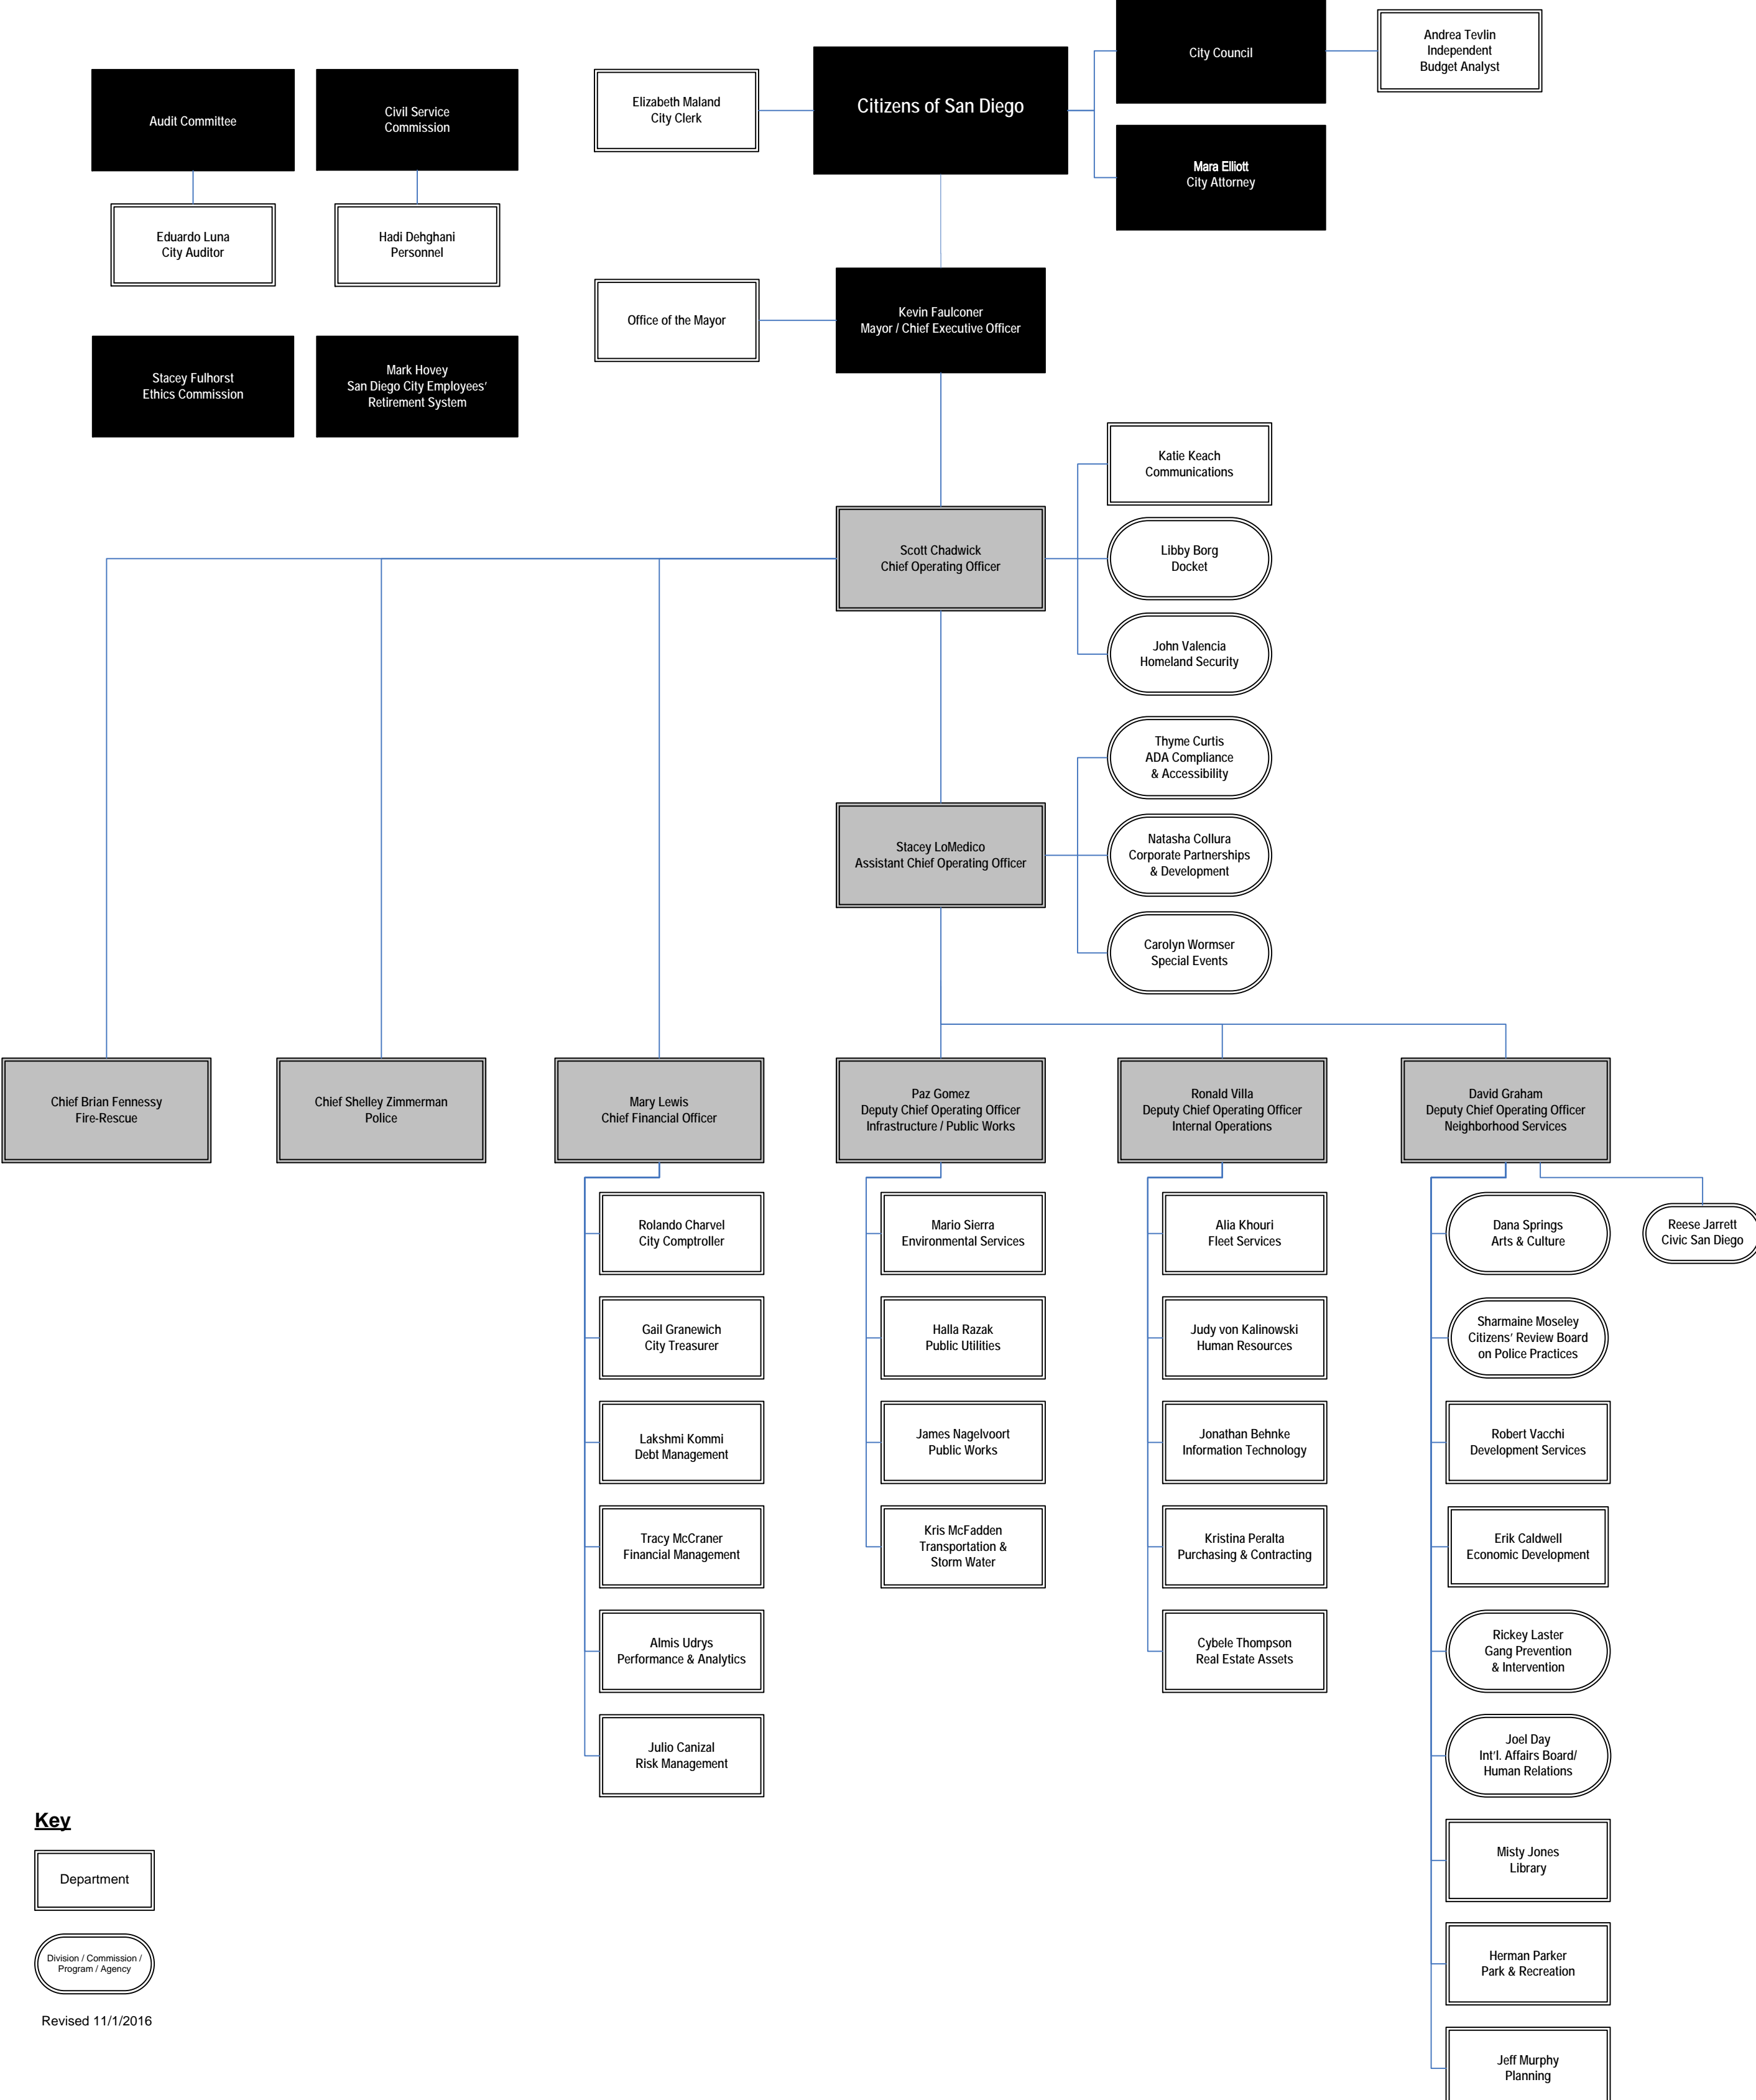 Citizens of San Diego
City Council
Andrea Tevlin
Independent
Budget Analyst
Elizabeth Maland
City Clerk
Mara Elliott
City Attorney
Audit Committee
Civil Service
Commission
Eduardo Luna
City Auditor
Hadi Dehghani
Personnel
Office of the Mayor
Kevin Faulconer
Mayor / Chief Executive Officer
Stacey Fulhorst
Ethics Commission
Mark Hovey
San Diego City Employees'
Retirement System
Katie Keach
Communications
Scott Chadwick
Chief Operating Officer
Libby Borg
Docket
John Valencia
Homeland Security
Thyme Curtis
ADA Compliance
& Accessibility
Stacey LoMedico
Assistant Chief Operating Officer
Natasha Collura
Corporate Partnerships
& Development
Carolyn Wormser
Special Events
Chief Brian Fennessy
Fire-Rescue
Chief Shelley Zimmerman
Police
Mary Lewis
Chief Financial Officer
Paz Gomez
Deputy Chief Operating Officer
Infrastructure / Public Works
Ronald Villa
Deputy Chief Operating Officer
Internal Operations
David Graham
Deputy Chief Operating Officer
Neighborhood Services
Rolando Charvel
City Comptroller
Gail Granewich
City Treasurer
Lakshmi Kommi
Debt Management
Tracy McCraner
Financial Management
Almis Udrys
Performance & Analytics
Julio Canizal
Risk Management
Mario Sierra
Environmental Services
Halla Razak
Public Utilities
James Nagelvoort
Public Works
Kris McFadden
Transportation &
Storm Water
Alia Khouri
Fleet Services
Judy von Kalinowski
Human Resources
Jonathan Behnke
Information Technology
Kristina Peralta
Purchasing & Contracting
Cybele Thompson
Real Estate Assets
Dana Springs
Arts & Culture
Reese Jarrett
Civic San Diego
Sharmaine Moseley
Citizens' Review Board
on Police Practices
Robert Vacchi
Development Services
Erik Caldwell
Economic Development
Rickey Laster
Gang Prevention
& Intervention
Joel Day
Int'l. Affairs Board/
Human Relations
Misty Jones
Library
Herman Parker
Park & Recreation
Jeff Murphy
Planning
Key
Department
Division / Commission /
Program / Agency
Revised 11/1/2016